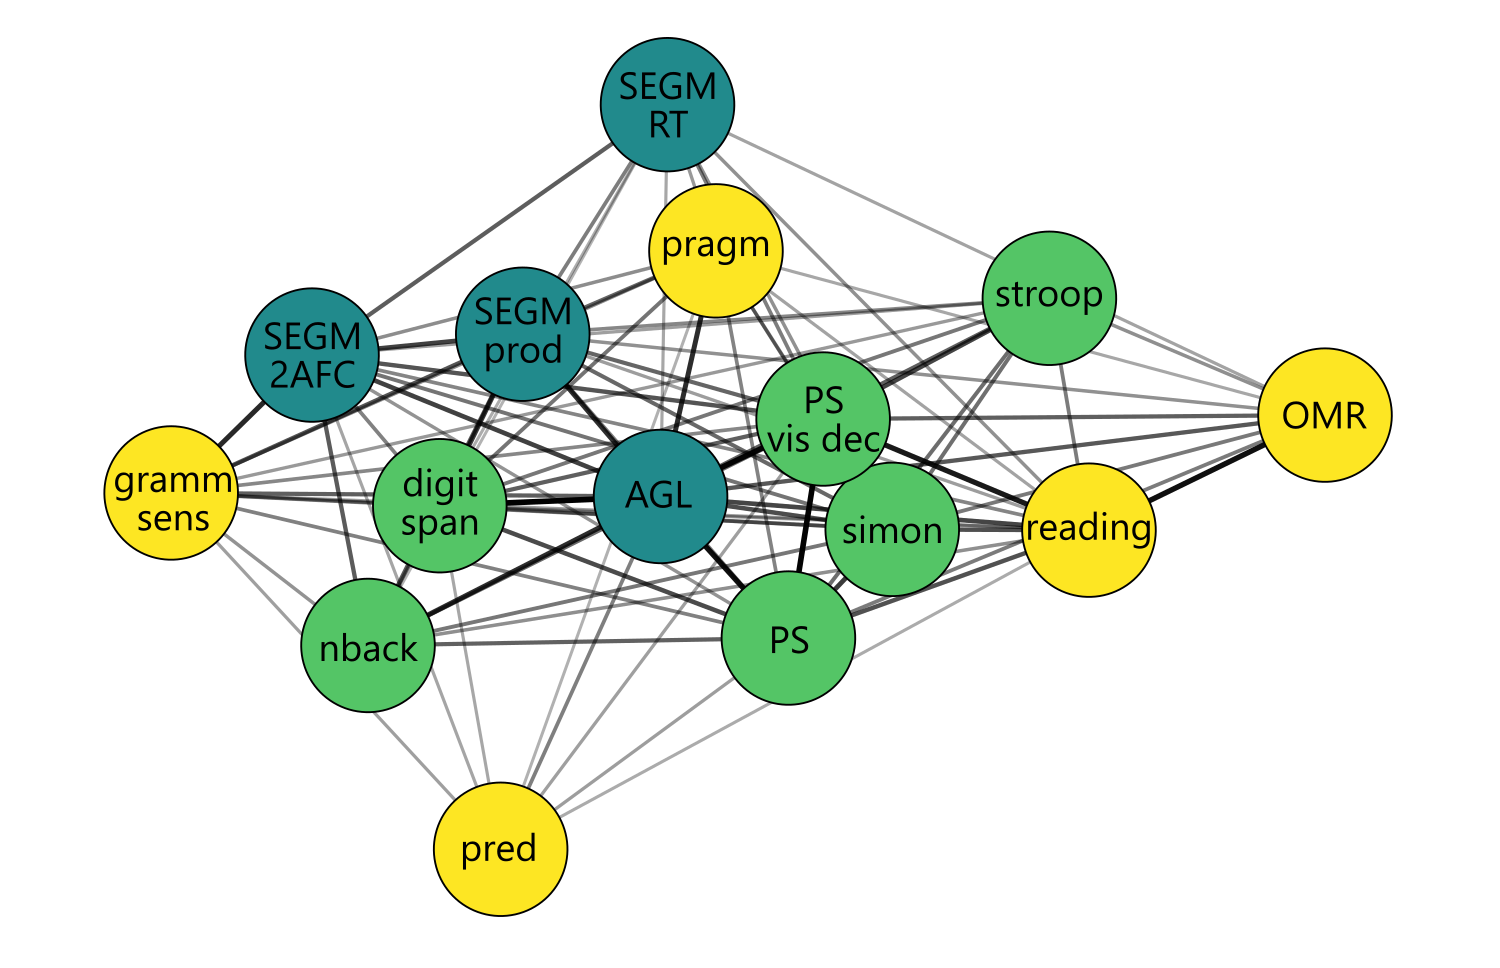 SEGM
RT
pragm
stroop
SEGM
prod
SEGM
2AFC
PS
vis dec
OMR
gramm
sens
digit
span
AGL
simon
reading
nback
PS
pred